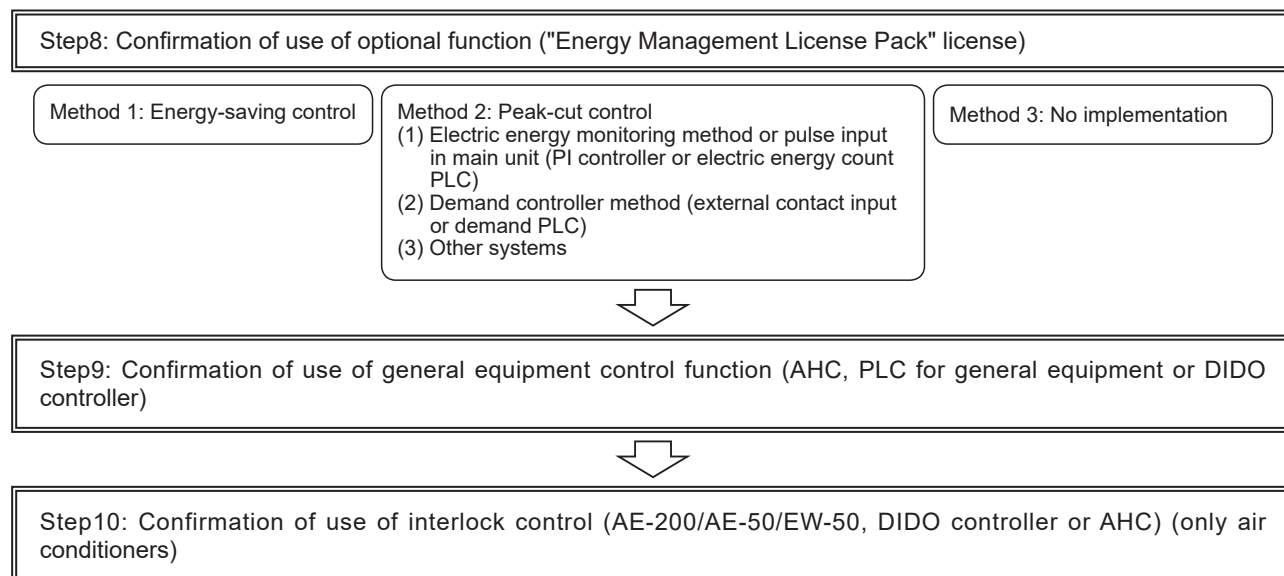 Step8: Confirmation of use of optional function ("Energy Management License Pack" license)
Method 1: Energy-saving control
Method 2: Peak-cut control
(1) Electric energy monitoring method or pulse input
in main unit (PI controller or electric energy count
PLC)
(2) Demand controller method (external contact input
or demand PLC)
(3) Other systems
Method 3: No implementation
Step9: Confirmation of use of general equipment control function (AHC, PLC for general equipment or DIDO
controller)
Step10: Confirmation of use of interlock control (AE-200/AE-50/EW-50, DIDO controller or AHC) (only air
conditioners)